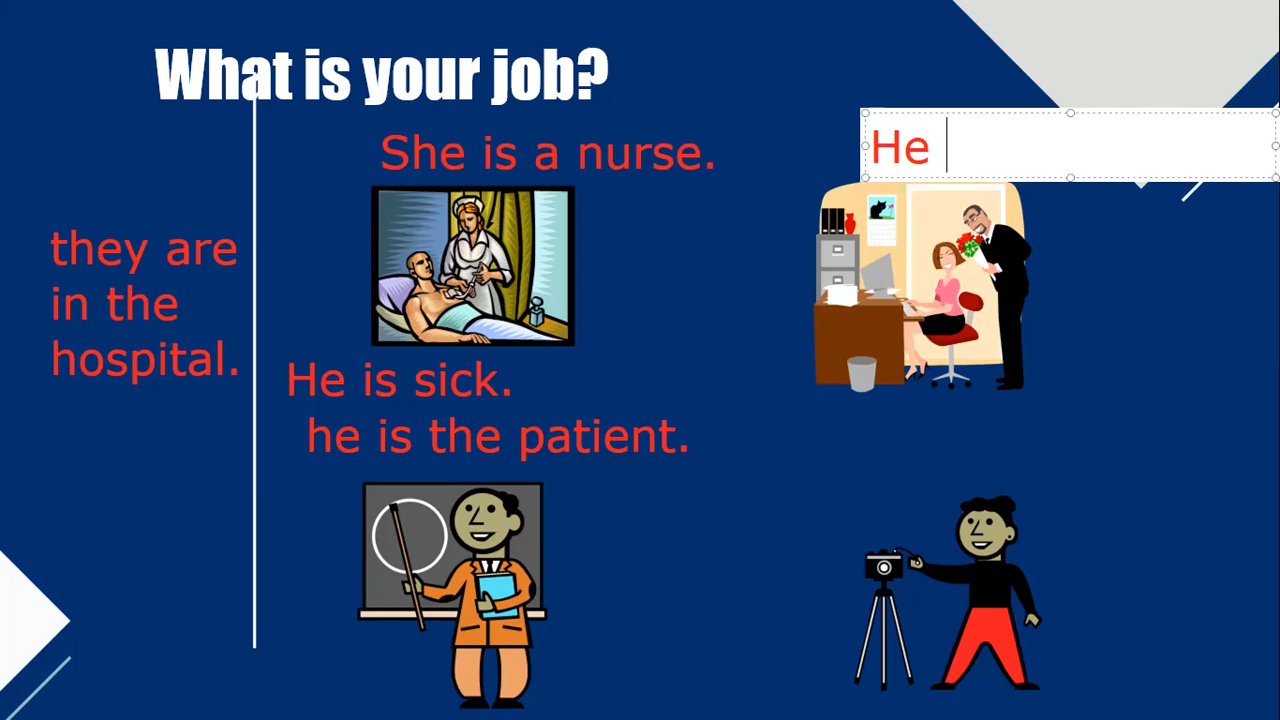 What is your job?
She is a nurse.
He
they are
in the
hospital.
He is sick.
he is the patient.